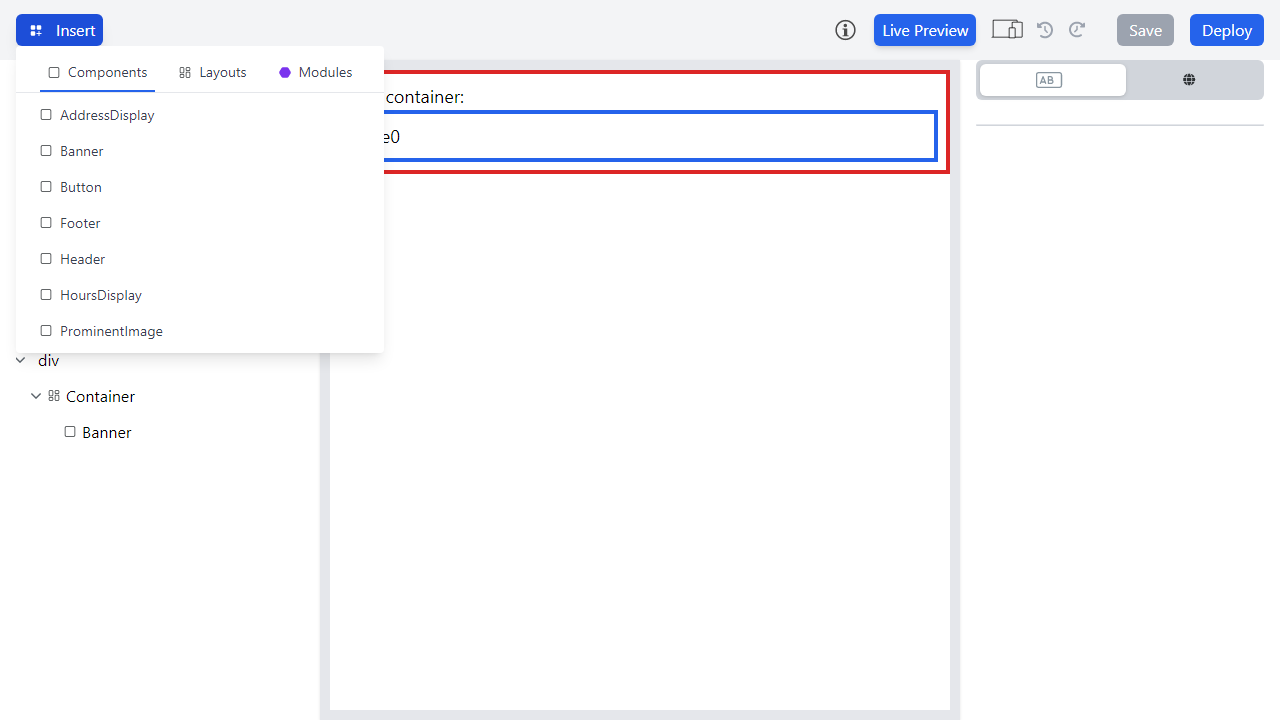 Insert
Live Preview
Save
Deploy
Components
Layouts
Modules
AddressDisplay
Banner
Button
Footer
Header
HoursDisplay
ProminentImage
container:
AB
div
Container
Banner